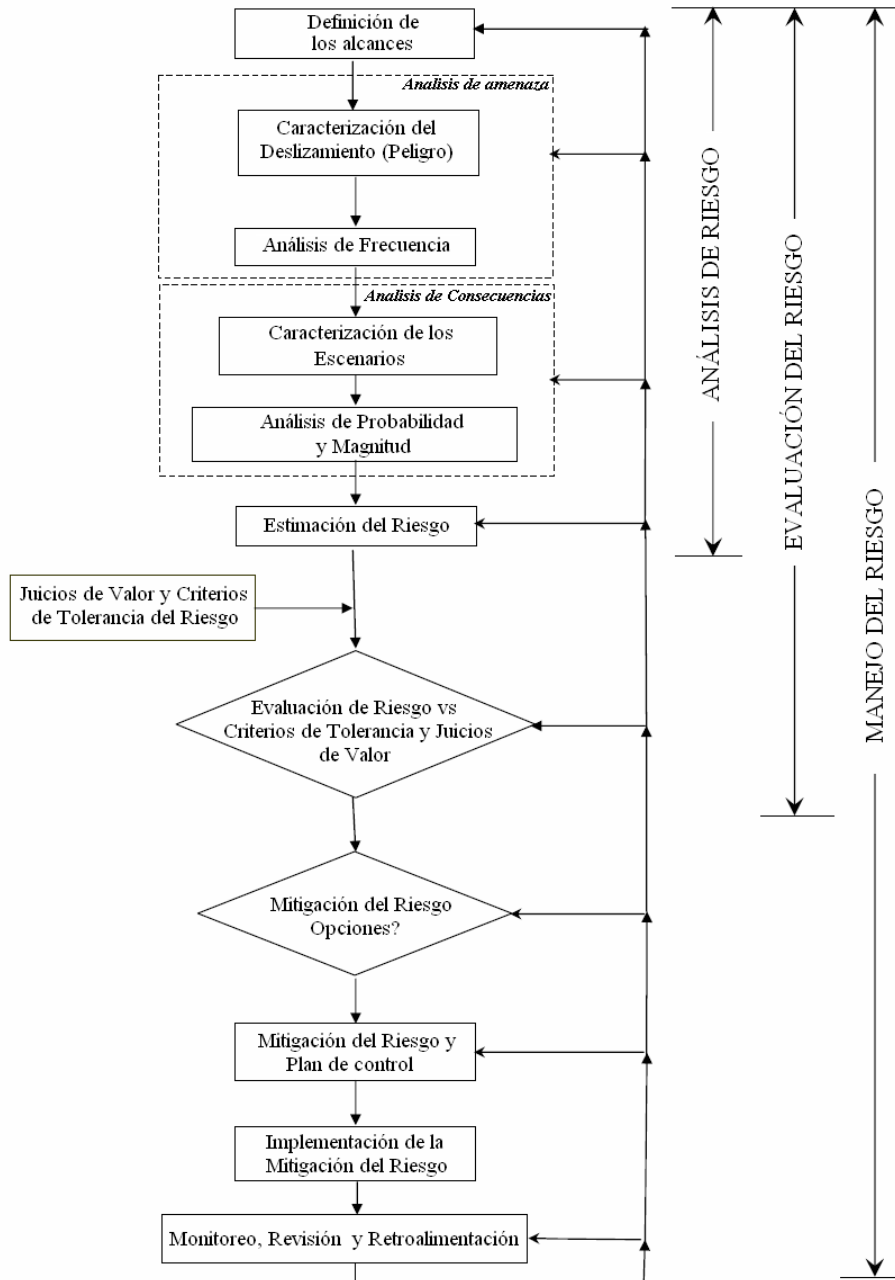 Definición de
los alcances
Analisis de amenaza
Caracterización del
Deslizamiento (Peligro)
Análisis de Frecuencia
Analisis de Consecuencias
Caracterización de los
Escenarios
Análisis de Probabilidad
y Magnitud
Estimación del Riesgo
Juicios de Valor y Criterios
de Tolerancia del Riesgo
Evaluación de Riesgo vs
Criterios de Tolerancia y Juicios
de Valor
Mitigación del Riesgo
Opciones?
Mitigación del Riesgo y
Plan de control
Implementación de la
Mitigación del Riesgo
Monitoreo, Revisión y Retroalimentación
ANÁLISIS DE RIESGO
EVALUACIÓN DEL RIESGO
MANEJO DEL RIESGO